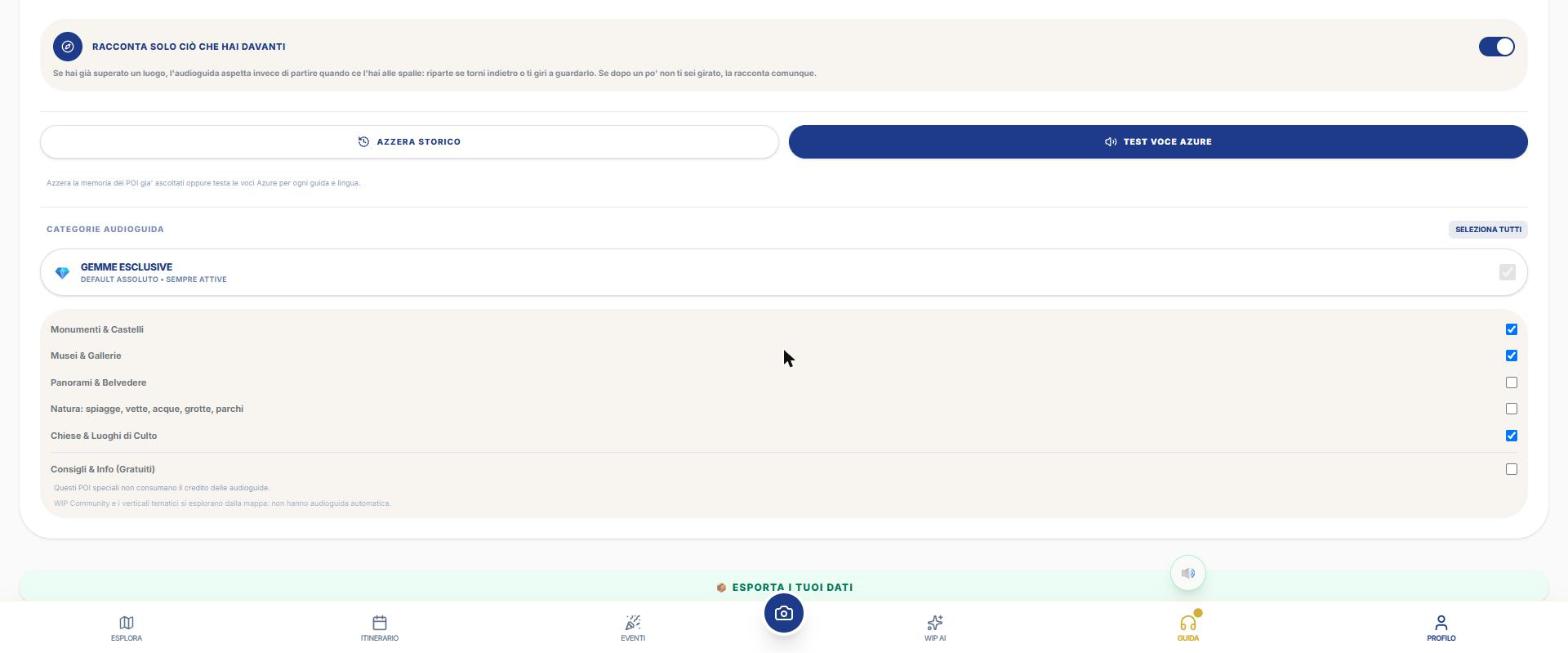 RACCONTA SOLO CIÒ CHE HAI DAVANTI
Se hai già superato un luogo, l'audioguida aspetta invece di partire quando ce l'hai alle spalle: riparte se torni indietro o ti giri a guardarlo. Se dopo un po' non ti sei girato, la racconta comunque.
AZZERA STORICO
TEST VOCE AZURE
Azzera la memoria dei POI gia' ascoltati oppure testa le voci Azure per ogni guida e lingua.
CATEGORIE AUDIOGUIDA
SELEZIONA TUTTI
GEMME ESCLUSIVE
DEFAULT ASSOLUTO • SEMPRE ATTIVE
Monumenti & Castelli
Musei & Gallerie
Panorami & Belvedere
Natura: spiagge, vette, acque, grotte, parchi
Chiese & Luoghi di Culto
Consigli & Info (Gratuiti)
Questi POI speciali non consumano il credito delle audioguide.
WIP Community e i verticali tematici si esplorano dalla mappa: non hanno audioguida automatica.
ESPORTA I TUOI DATI
ESPLORA
ITINERARIO
EVENTI
WIP AI
GUIDA
PROFILO